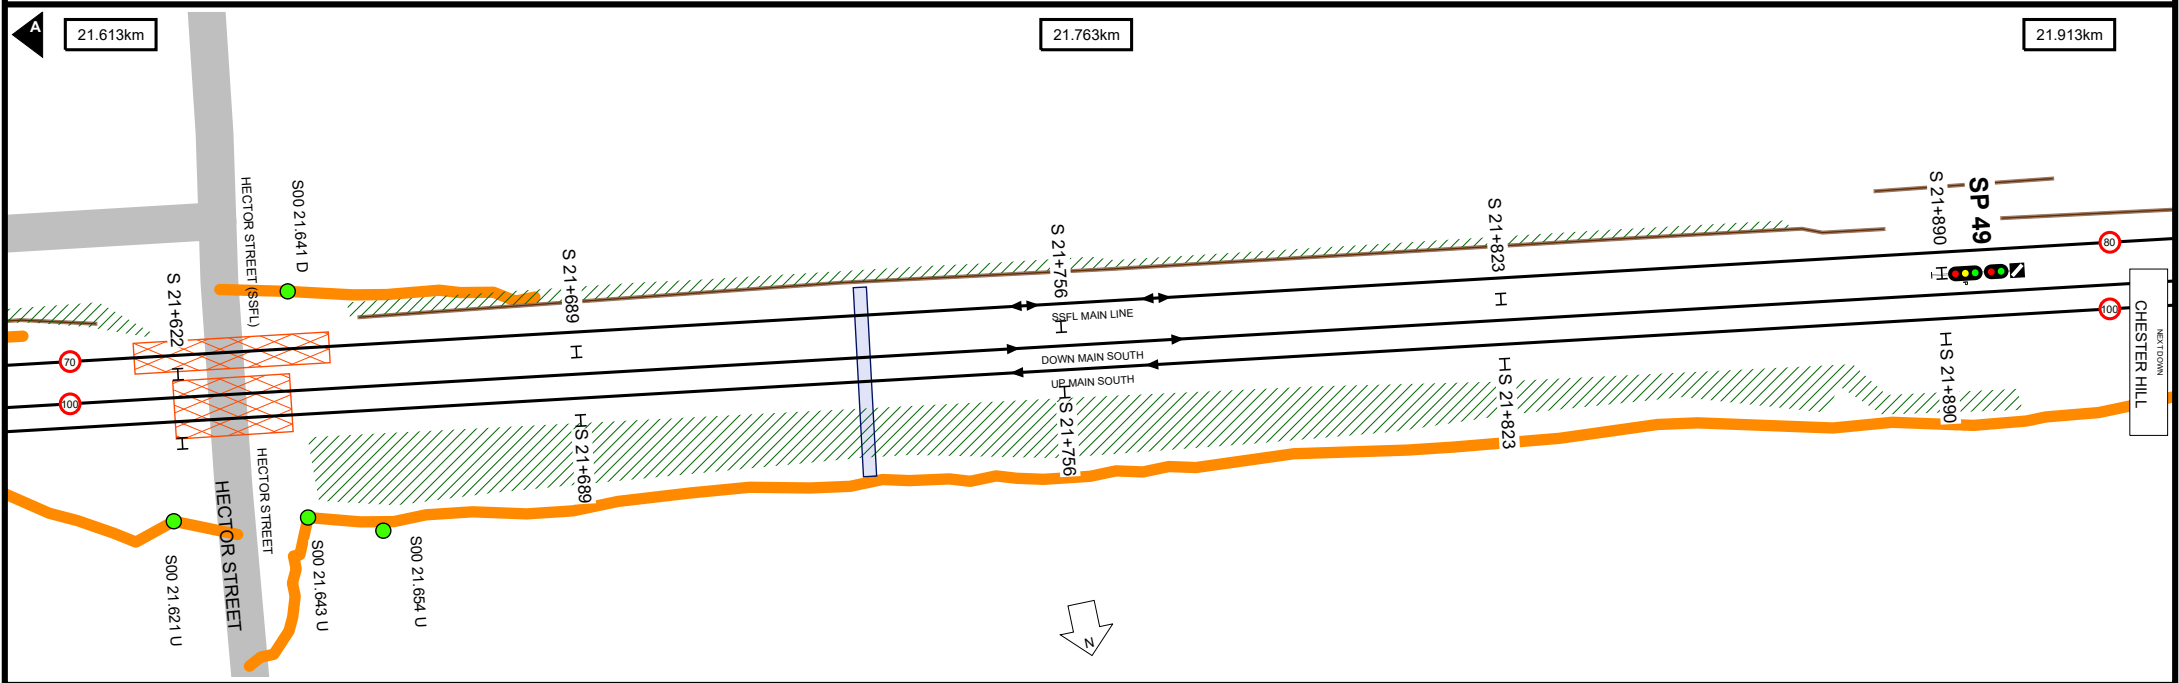 A
21.613km
21.763km
21.913km
HECTOR STREET (SSFL)
S00 21.641 D
S 21+622
S 21+689
S 21+756
S 21+823
S 21+890
SP 49
80
70
100
100
H
H
H
H
H
SSFL MAIN LINE
DOWN MAIN SOUTH
UP MAIN SOUTH
H
HS 21+689
HS 21+756
HS 21+823
HS 21+890
CHESTER HILL
NEXT DOWN
HECTOR STREET
HECTOR STREET
S00 21.621 U
S00 21.643 U
S00 21.654 U
N